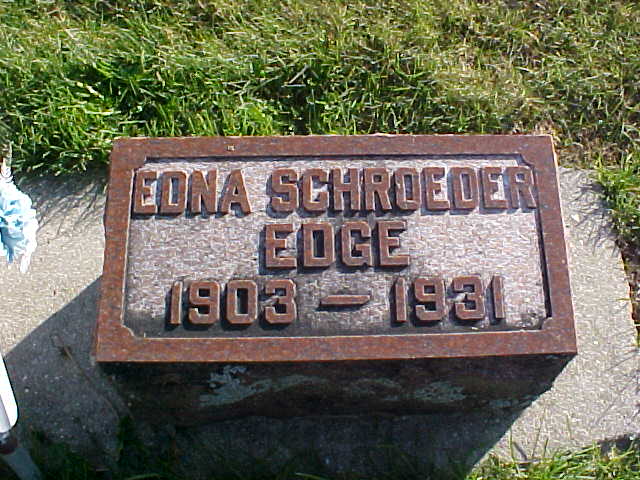 EDNA SCHROEDER
EDGE
1903 – 1931